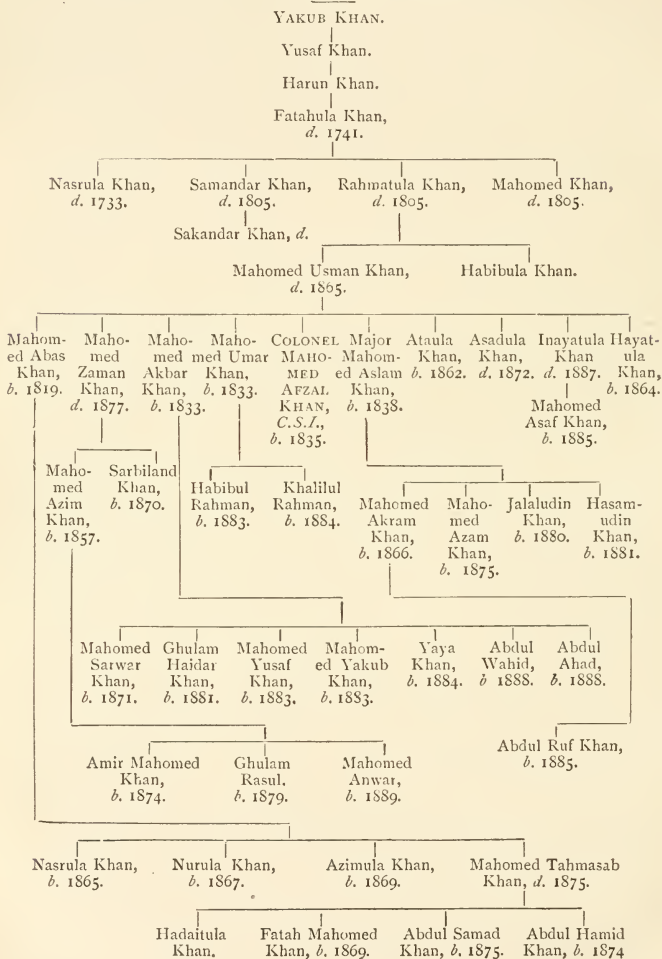 YAKUB KHAN.
Yusaf Khan.
Harun Khan.
Fatahula Khan,
d. 1741.
Nasrula Khan,
d. 1733.
Samandar Khan,
d. 1805.
Rahmatula Khan,
d. 1805.
Mahomed Khan,
d. 1805.
Sakandar Khan, d.
Mahomed Usman Khan,
d. 1865.
Habibula Khan.
Mahom-
ed Abas
Khan,
b. 1819.
Maho-
med
Zaman
Khan,
d. 1877.
Maho-
med
Akbar
Khan,
b. 1833.
Maho-
med Umar
Khan,
b. 1833.
COLONEL
MAHO-
MED
AFZAL
KHAN,
C.S.I.,
b. 1835.
Major
Mahom-
ed Aslam
Khan,
b. 1838.
Ataula
Khan,
b. 1862.
Asadula
Khan,
d. 1872.
Inayatula
Khan
d. 1887.
Hayat-
ula
Khan,
b. 1864.
Mahomed
Asaf Khan,
b. 1885.
Maho-
med
Azim
Khan,
b. 1857.
Sarbiland
Khan,
b. 1870.
Habibul
Rahman,
b. 1883.
Khalilul
Rahman,
b. 1884.
Mahomed
Akram
Khan,
b. 1866.
Maho-
med
Azam
Khan,
b. 1875.
Jalaludin
Khan,
b. 1880.
Hasam-
udin
Khan,
b. 1881.
Mahomed
Sarwar
Khan,
b. 1871.
Ghulam
Haidar
Khan,
b. 1881.
Mahomed
Yusaf
Khan,
b. 1883.
Mahom-
ed Yakub
Khan,
b. 1883.
Yaya
Khan,
b. 1884.
Abdul
Wahid,
b 1888.
Abdul
Ahad,
b. 1888.
Abdul Ruf Khan,
b. 1885.
Amir Mahomed
Khan,
b. 1874.
Ghulam
Rasul.
b. 1879.
Mahomed
Anwar,
b. 1889.
Nasrula Khan,
b. 1865.
Nurula Khan,
b. 1867.
Azimula Khan,
b. 1869.
Mahomed Tahmasab
Khan, d. 1875.
Hadaitula
Khan.
Fatah Mahomed
Khan, b. 1869.
Abdul Samad
Khan, b. 1875.
Abdul Hamid
Khan, b. 1874